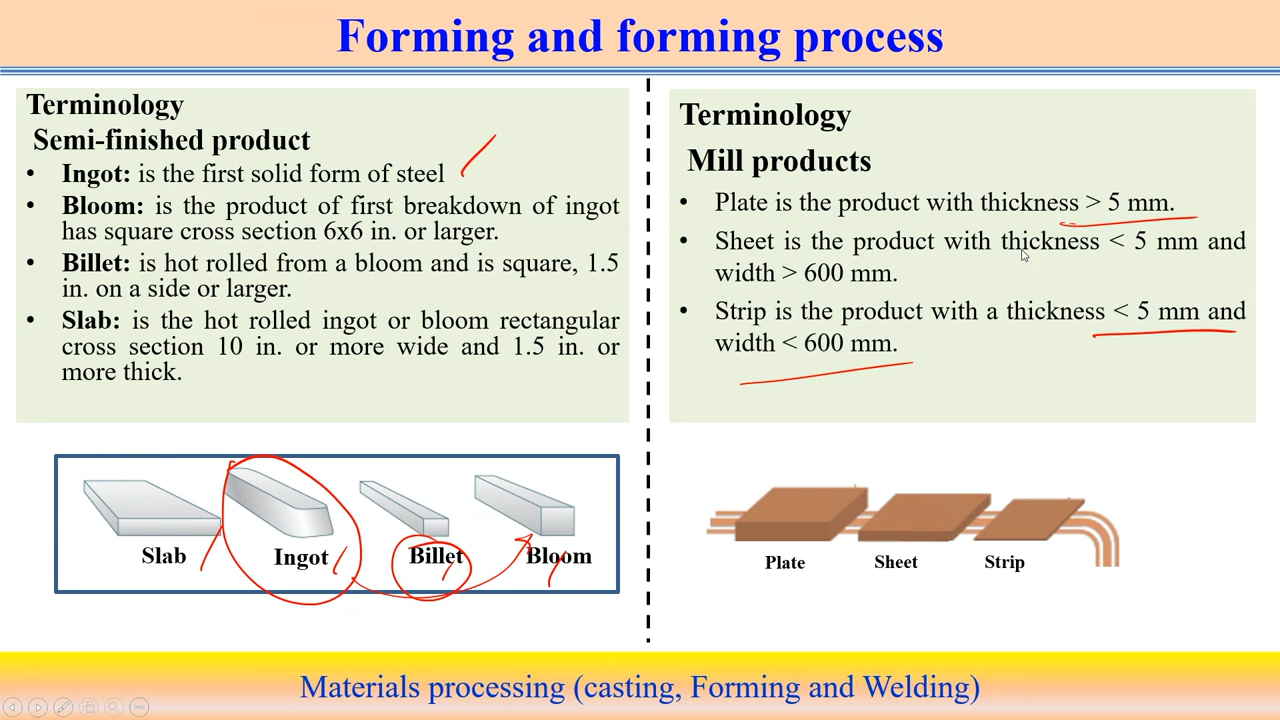 Forming and forming process
Terminology
Semi-finished product
• Ingot: is the first solid form of steel
• Bloom: is the product of first breakdown of ingot
has square cross section 6x6 in. or larger.
• Billet: is hot rolled from a bloom and is square, 1.5
in. on a side or larger.
• Slab: is the hot rolled ingot or bloom rectangular
cross section 10 in. or more wide and 1.5 in. or
more thick.
Slab
Ingot
Billet
Bloom
Terminology
Mill products
• Plate is the product with thickness > 5 mm.
• Sheet is the product with thickness < 5 mm and
width > 600 mm.
• Strip is the product with a thickness < 5 mm and
width < 600 mm.
Plate
Sheet
Strip
Materials processing (casting, Forming and Welding)